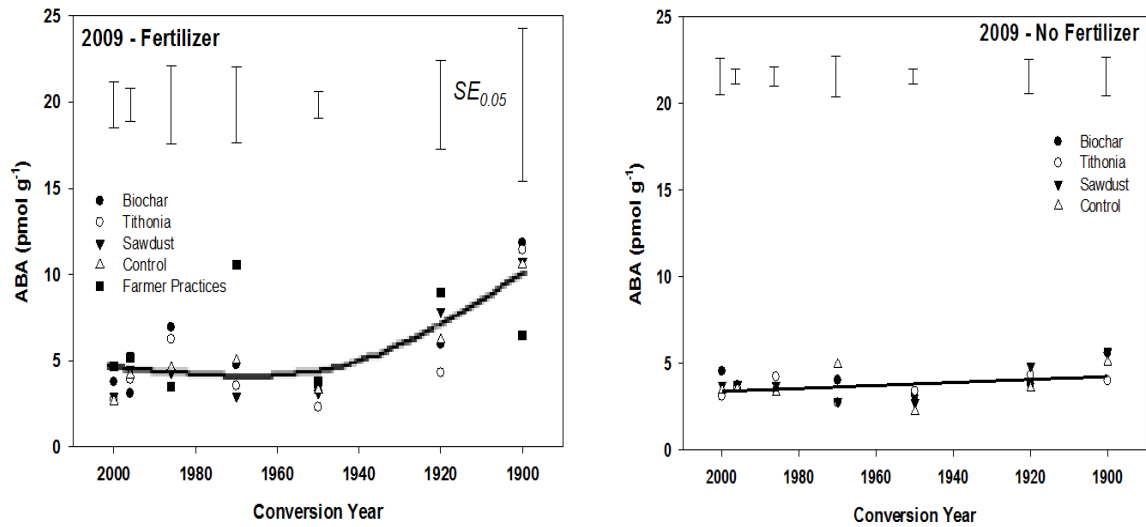 2009 - Fertilizer
SE0.05
Biochar
Tithonia
Sawdust
Control
Farmer Practices
ABA (pmol g-1)
25
20
15
10
5
0
2000 1980 1960 1940 1920 1900
Conversion Year
2009 - No Fertilizer
Biochar
Tithonia
Sawdust
Control
ABA (pmol g-1)
25
20
15
10
5
0
2000 1980 1960 1940 1920 1900
Conversion Year